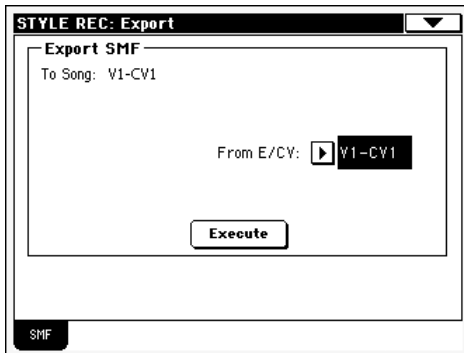 STYLE REC: Export
Export SMF
To Song: V1-CV1
From E/CV: V1-CV1
Execute
SMF